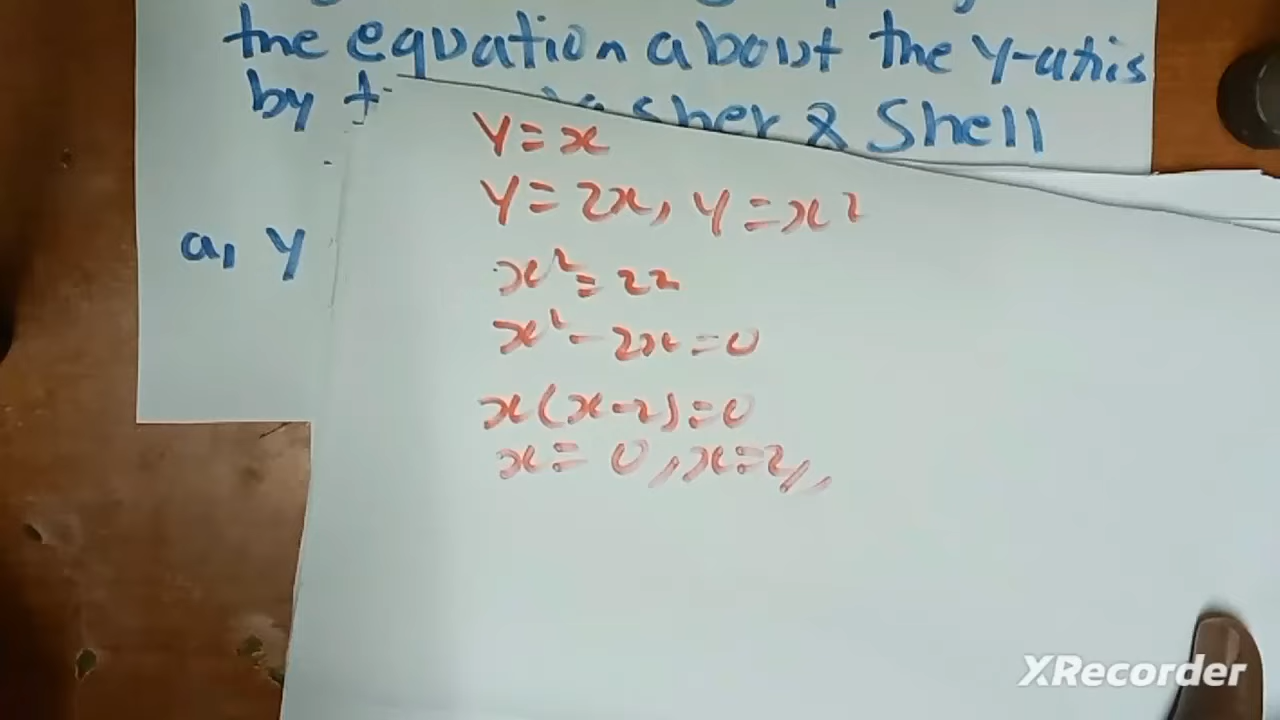 the equation about the y-axis
by sher & Shell
y = x
y = 2x, y = x²
x² = 2x
x² - 2x = 0
a, y
x(x-2) = 0
x = 0, x = 2,
XRecorder